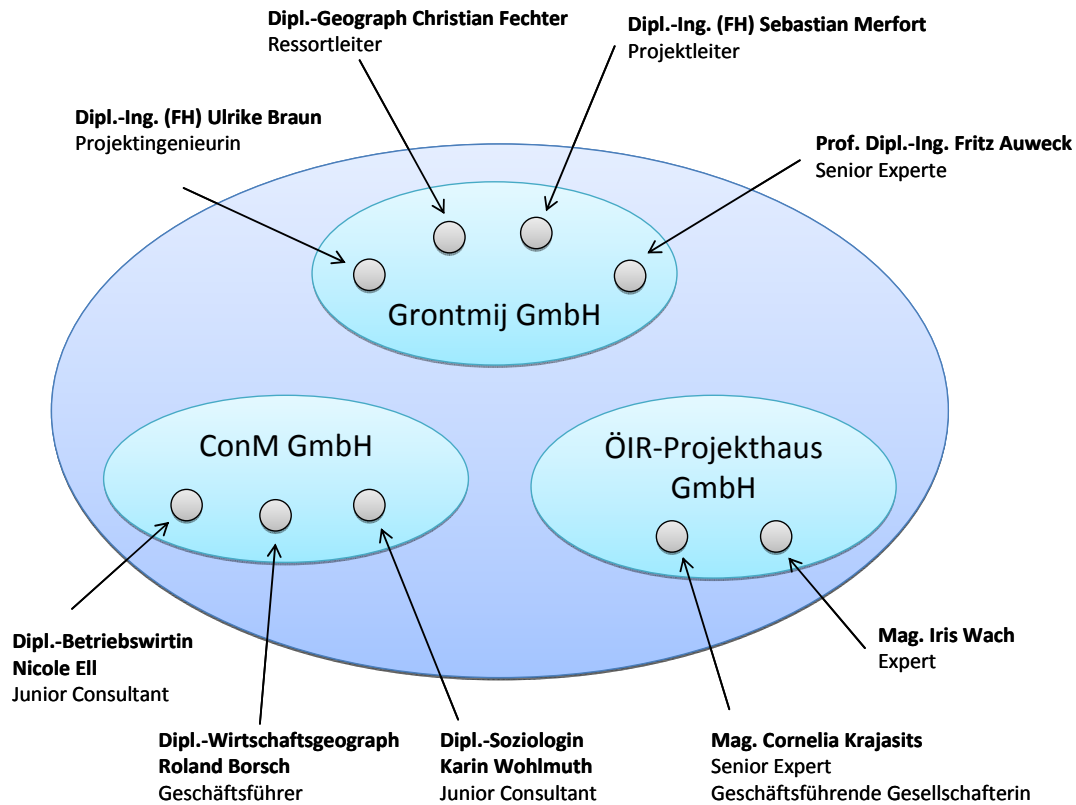 Dipl.-Geograph Christian Fechter
Ressortleiter
Dipl.-Ing. (FH) Sebastian Merfort
Projektleiter
Dipl.-Ing. (FH) Ulrike Braun
Projektingenieurin
Prof. Dipl.-Ing. Fritz Auweck
Senior Experte
Grontmij GmbH
ConM GmbH
ÖIR-Projekthaus
GmbH
Dipl.-Betriebswirtin
Nicole Ell
Junior Consultant
Mag. Iris Wach
Expert
Dipl.-Wirtschaftsgeograph
Roland Borsch
Geschäftsführer
Dipl.-Soziologin
Karin Wohlmuth
Junior Consultant
Mag. Cornelia Krajasits
Senior Expert
Geschäftsführende Gesellschafterin